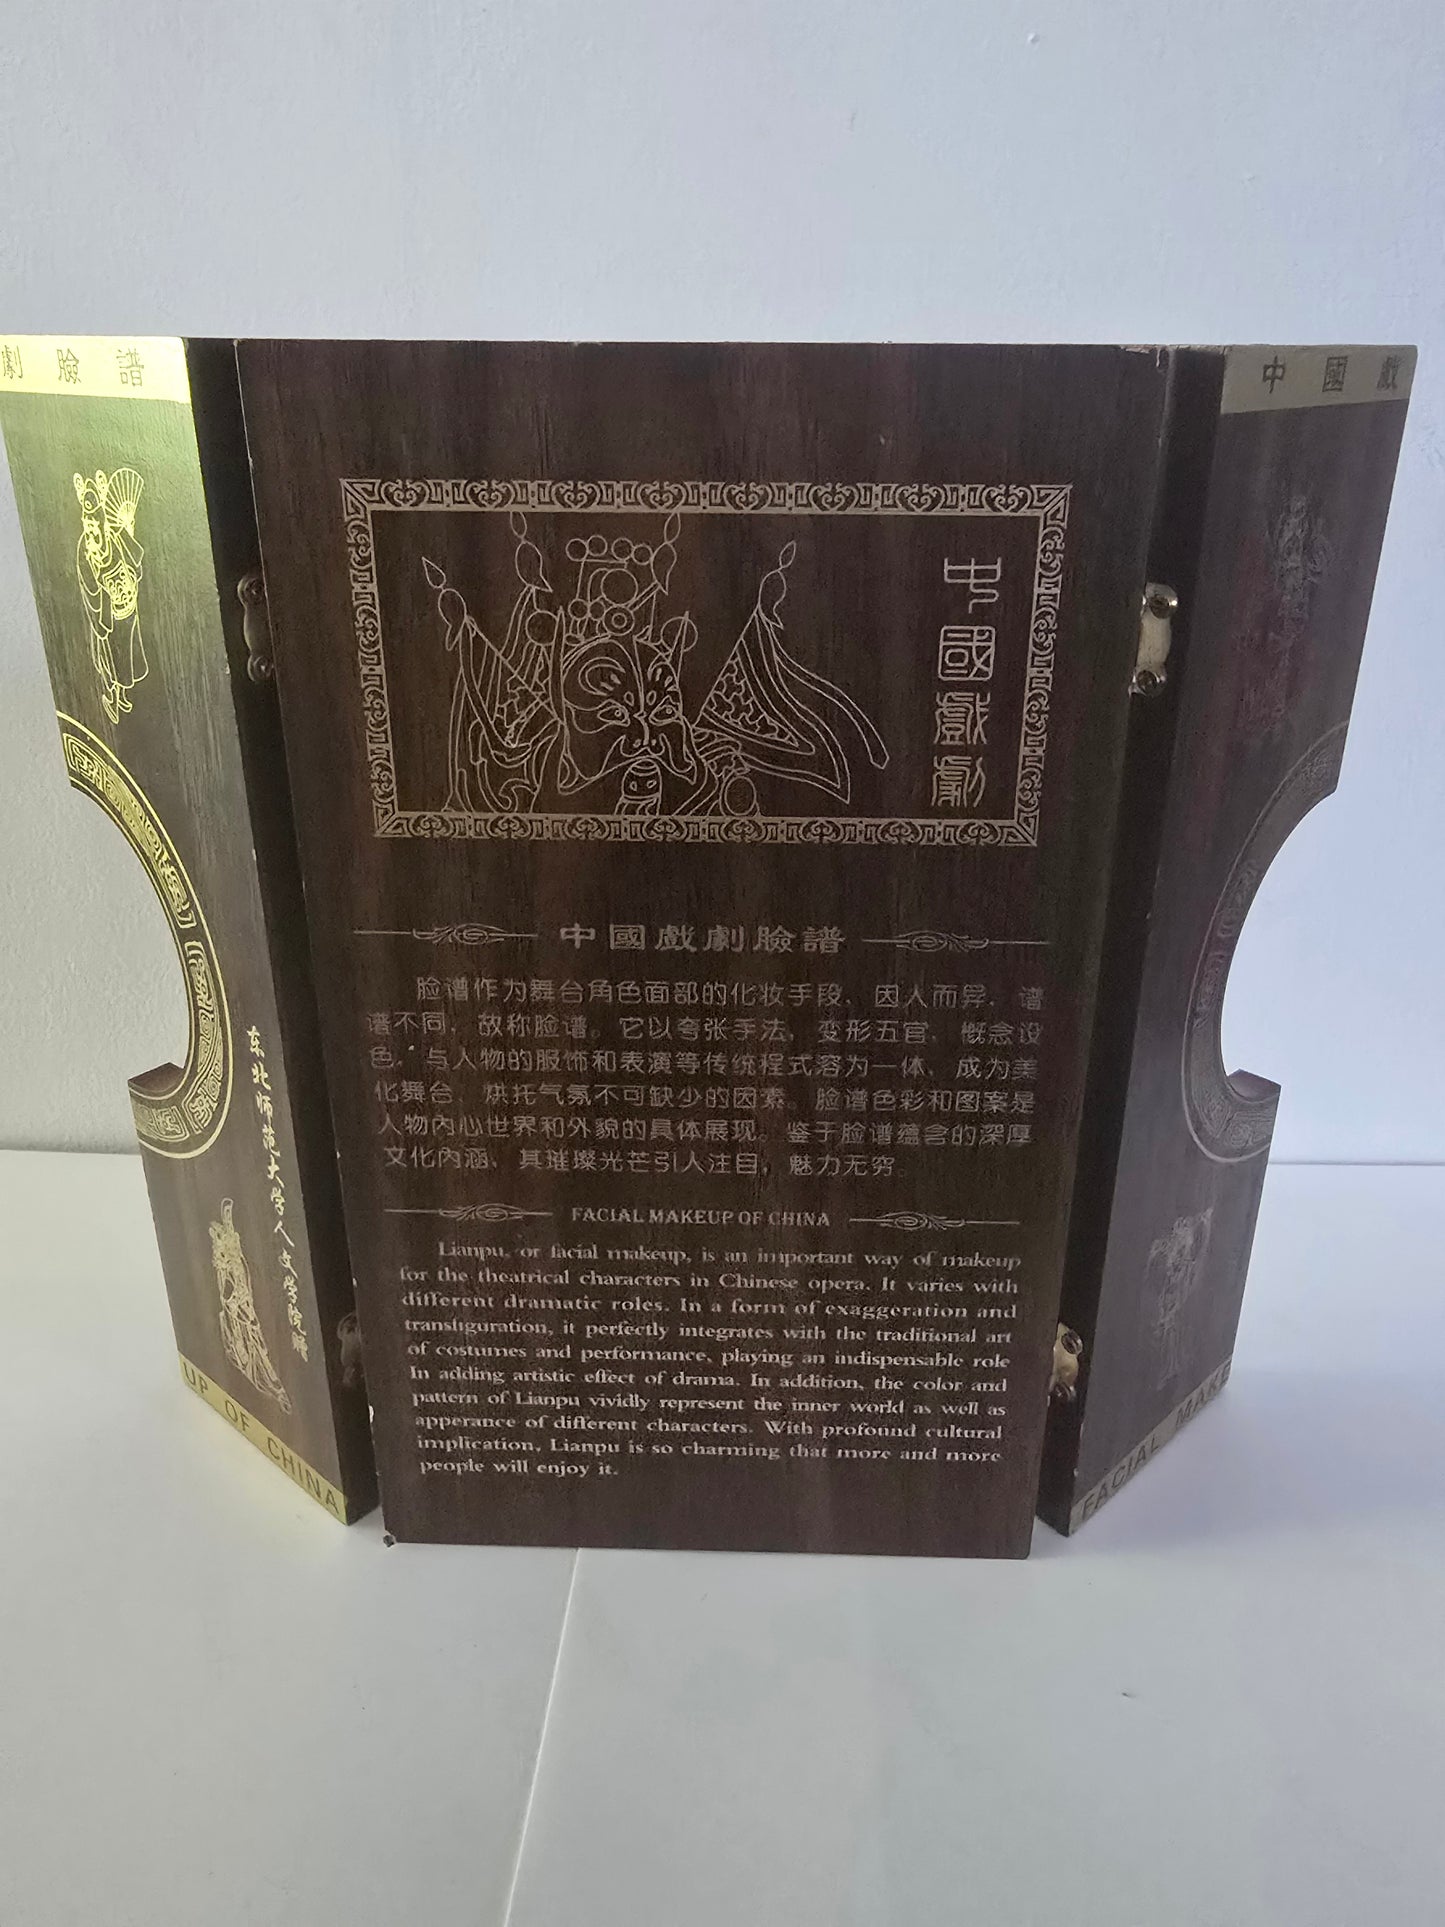 劇臉譜
中國戲
中國戲劇
中國戲劇臉譜
脸谱作为舞台角色面部的化妆手段，因人而异，谱
谱不同，故称脸谱。它以夸张手法，变形五官，概念设
色，与人物的服饰和表演等传统程式容为一体，成为美
化舞台、烘托气氛不可缺少的因素。脸谱色彩和图案是
人物内心世界和外貌的具体展现。鉴于脸谱蕴含的深厚
文化内涵，其璀璨光芒引人注目，魅力无穷。
FACIAL MAKEUP OF CHINA
Lianpu, or facial makeup, is an important way of makeup
for the theatrical characters in Chinese opera. It varies with
different dramatic roles. In a form of exaggeration and
transfiguration, it perfectly integrates with the traditional art
of costumes and performance, playing an indispensable role
In adding artistic effect of drama. In addition, the color and
pattern of Lianpu vividly represent the inner world as well as
apperance of different characters. With profound cultural
implication, Lianpu is so charming that more and more
people will enjoy it.
东北师范大学人文学院赠
UP OF CHINA
FACIAL MAKE